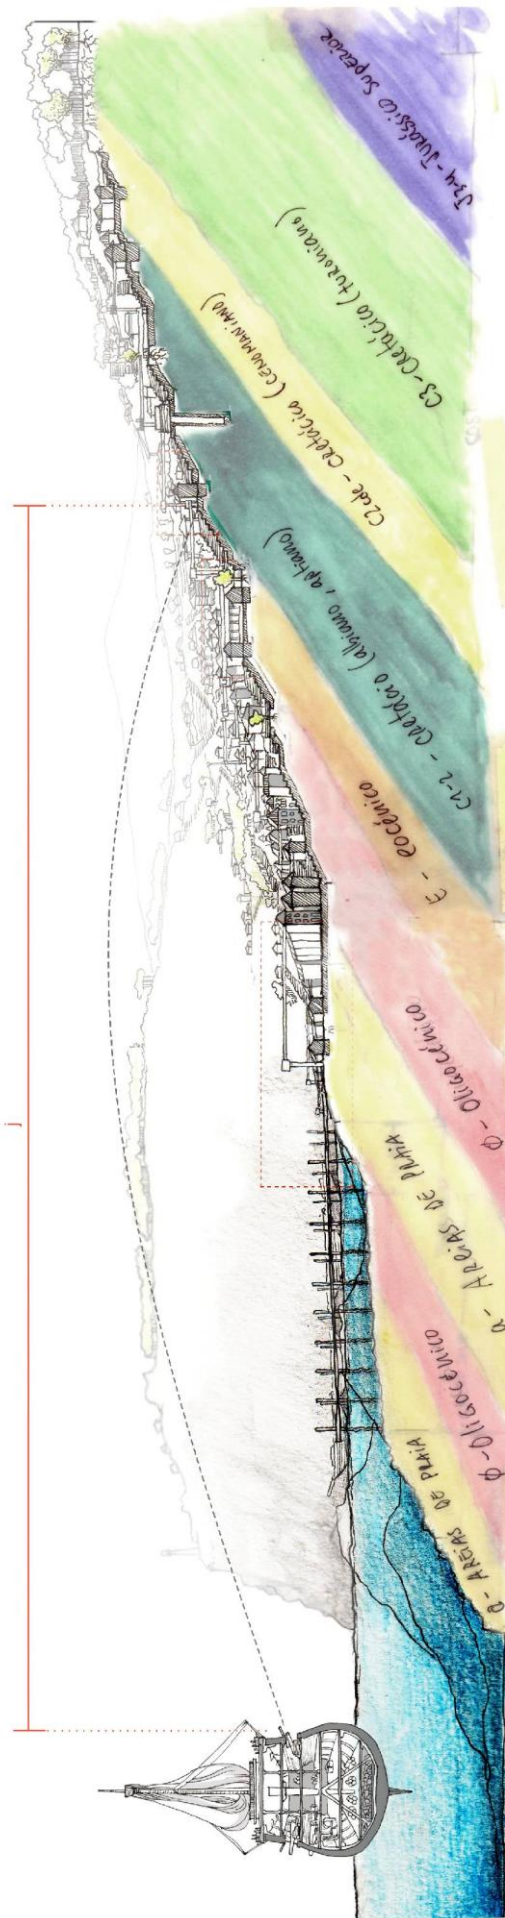 j
a - AREIAS DE PRAIA
Ø - OligocéNico
a - AREIAS DE PRAIA
Ø - OligocéNico
E - eocéNico
C1-2 - CREtácico (albiano, aptiano)
CREtácico (CENOMANIANO)
C3 - CREtácico (turoniano)
J3-4 - Jurássico Superior